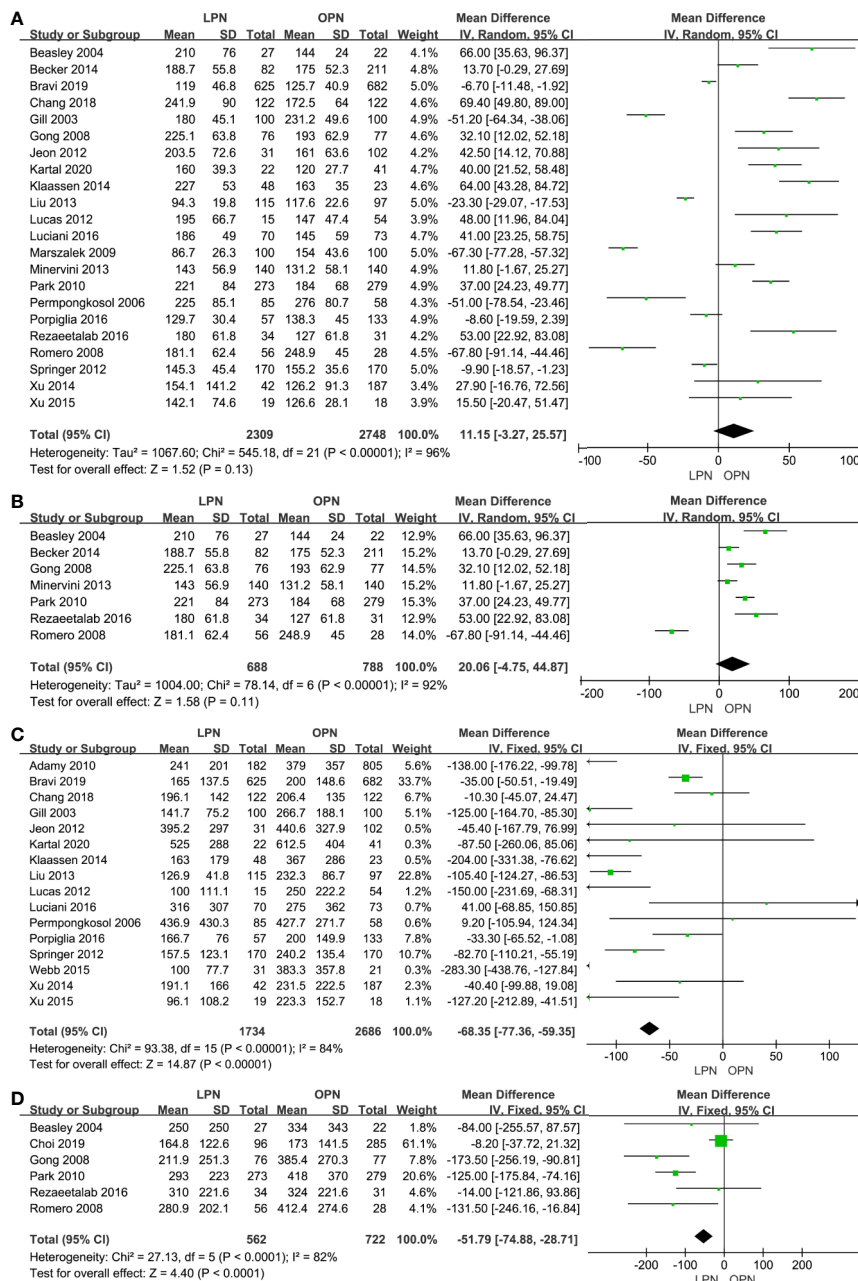 A
LPN OPN Mean Difference Mean Difference
Study or Subgroup Mean SD Total Mean SD Total Weight IV, Random, 95% CI IV, Random, 95% CI
Beasley 2004 210 76 27 144 24 22 4.1% 66.00 [35.63, 96.37]
Becker 2014 188.7 55.8 82 175 52.3 211 4.8% 13.70 [-0.29, 27.69]
Bravi 2019 119 46.8 625 125.7 40.9 682 5.0% -6.70 [-11.48, -1.92]
Chang 2018 241.9 90 122 172.5 64 122 4.6% 69.40 [49.80, 89.00]
Gill 2003 180 45.1 100 231.2 49.6 100 4.8% -51.20 [-64.34, -38.06]
Gong 2008 225.1 63.8 76 193 62.9 77 4.6% 32.10 [12.02, 52.18]
Jeon 2012 203.5 72.6 31 161 63.6 102 4.2% 42.50 [14.12, 70.88]
Kartal 2020 160 39.3 22 120 27.7 41 4.7% 40.00 [21.52, 58.48]
Klaassen 2014 227 53 48 163 35 23 4.6% 64.00 [43.28, 84.72]
Liu 2013 94.3 19.8 115 117.6 22.6 97 5.0% -23.30 [-29.07, -17.53]
Lucas 2012 195 66.7 15 147 47.4 54 3.8% 48.00 [11.96, 84.04]
Luciani 2016 186 49 70 145 59 73 4.7% 41.00 [23.25, 58.75]
Marszalek 2009 86.7 26.3 100 154 43.6 100 4.9% -67.30 [-77.28, -57.32]
Minervini 2013 143 56.9 140 131.2 58.1 140 4.8% 11.80 [-1.67, 25.27]
Park 2010 221 84 273 184 68 279 4.9% 37.00 [24.23, 49.77]
Permpongkosol 2006 225 85.1 85 276 80.7 58 4.2% -51.00 [-78.54, -23.46]
Porpiglia 2016 129.7 30.4 57 138.3 45 133 4.9% -8.60 [-19.59, 2.39]
Rezaeetalab 2016 180 61.8 34 127 61.8 31 4.1% 53.00 [22.92, 83.08]
Romero 2008 181.1 62.4 56 248.9 45 28 4.5% -67.80 [-91.14, -44.46]
Springer 2012 145.3 45.4 170 155.2 35.6 170 4.9% -9.90 [-18.57, -1.23]
Xu 2014 154.1 141.2 42 126.2 91.3 187 3.4% 27.90 [-16.76, 72.56]
Xu 2015 142.1 74.6 19 126.6 28.1 18 3.9% 15.50 [-20.47, 51.47]
Total (95% CI) 2309 2748 100.0% 11.15 [-3.27, 25.57]
Heterogeneity: Tau² = 1067.60; Chi² = 545.18, df = 21 (P < 0.00001); I² = 96%
Test for overall effect: Z = 1.52 (P = 0.13)
-100 -50 0 50 100
LPN OPN
B
LPN OPN Mean Difference Mean Difference
Study or Subgroup Mean SD Total Mean SD Total Weight IV, Random, 95% CI IV, Random, 95% CI
Beasley 2004 210 76 27 144 24 22 12.9% 66.00 [35.63, 96.37]
Becker 2014 188.7 55.8 82 175 52.3 211 15.2% 13.70 [-0.29, 27.69]
Gong 2008 225.1 63.8 76 193 62.9 77 14.5% 32.10 [12.02, 52.18]
Minervini 2013 143 56.9 140 131.2 58.1 140 15.2% 11.80 [-1.67, 25.27]
Park 2010 221 84 273 184 68 279 15.3% 37.00 [24.23, 49.77]
Rezaeetalab 2016 180 61.8 34 127 61.8 31 12.9% 53.00 [22.92, 83.08]
Romero 2008 181.1 62.4 56 248.9 45 28 14.0% -67.80 [-91.14, -44.46]
Total (95% CI) 688 788 100.0% 20.06 [-4.75, 44.87]
Heterogeneity: Tau² = 1004.00; Chi² = 78.14, df = 6 (P < 0.00001); I² = 92%
Test for overall effect: Z = 1.58 (P = 0.11)
-200 -100 0 100 200
LPN OPN
C
LPN OPN Mean Difference Mean Difference
Study or Subgroup Mean SD Total Mean SD Total Weight IV, Fixed, 95% CI IV, Fixed, 95% CI
Adamy 2010 241 201 182 379 357 805 5.6% -138.00 [-176.22, -99.78]
Bravi 2019 165 137.5 625 200 148.6 682 33.7% -35.00 [-50.51, -19.49]
Chang 2018 196.1 142 122 206.4 135 122 6.7% -10.30 [-45.07, 24.47]
Gill 2003 141.7 75.2 100 266.7 188.1 100 5.1% -125.00 [-164.70, -85.30]
Jeon 2012 395.2 297 31 440.6 327.9 102 0.5% -45.40 [-167.79, 76.99]
Kartal 2020 525 288 22 612.5 404 41 0.3% -87.50 [-260.06, 85.06]
Klaassen 2014 163 179 48 367 286 23 0.5% -204.00 [-331.38, -76.62]
Liu 2013 126.9 41.8 115 232.3 86.7 97 22.8% -105.40 [-124.27, -86.53]
Lucas 2012 100 111.1 15 250 222.2 54 1.2% -150.00 [-231.69, -68.31]
Luciani 2016 316 307 70 275 362 73 0.7% 41.00 [-68.85, 150.85]
Permpongkosol 2006 436.9 430.3 85 427.7 271.7 58 0.6% 9.20 [-105.94, 124.34]
Porpiglia 2016 166.7 76 57 200 149.9 133 7.8% -33.30 [-65.52, -1.08]
Springer 2012 157.5 123.1 170 240.2 135.4 170 10.7% -82.70 [-110.21, -55.19]
Webb 2015 100 77.7 31 383.3 357.8 21 0.3% -283.30 [-438.76, -127.84]
Xu 2014 191.1 166 42 231.5 222.5 187 2.3% -40.40 [-99.88, 19.08]
Xu 2015 96.1 108.2 19 223.3 152.7 18 1.1% -127.20 [-212.89, -41.51]
Total (95% CI) 1734 2686 100.0% -68.35 [-77.36, -59.35]
Heterogeneity: Chi² = 93.38, df = 15 (P < 0.00001); I² = 84%
Test for overall effect: Z = 14.87 (P < 0.00001)
-100 -50 0 50 100
LPN OPN
D
LPN OPN Mean Difference Mean Difference
Study or Subgroup Mean SD Total Mean SD Total Weight IV, Fixed, 95% CI IV, Fixed, 95% CI
Beasley 2004 250 250 27 334 343 22 1.8% -84.00 [-255.57, 87.57]
Choi 2019 164.8 122.6 96 173 141.5 285 61.1% -8.20 [-37.72, 21.32]
Gong 2008 211.9 251.3 76 385.4 270.3 77 7.8% -173.50 [-256.19, -90.81]
Park 2010 293 223 273 418 370 279 20.6% -125.00 [-175.84, -74.16]
Rezaeetalab 2016 310 221.6 34 324 221.6 31 4.6% -14.00 [-121.86, 93.86]
Romero 2008 280.9 202.1 56 412.4 274.6 28 4.1% -131.50 [-246.16, -16.84]
Total (95% CI) 562 722 100.0% -51.79 [-74.88, -28.71]
Heterogeneity: Chi² = 27.13, df = 5 (P < 0.0001); I² = 82%
Test for overall effect: Z = 4.40 (P < 0.0001)
-200 -100 0 100 200
LPN OPN